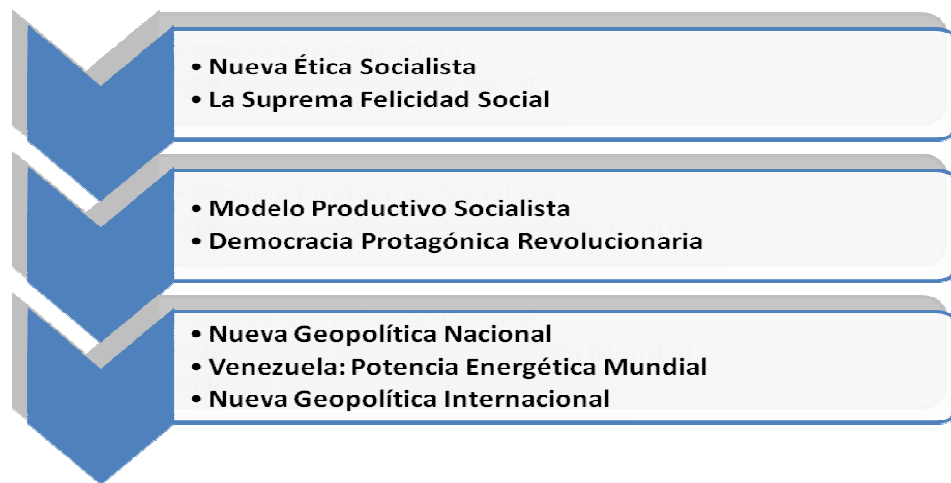 • Nueva Ética Socialista
• La Suprema Felicidad Social
• Modelo Productivo Socialista
• Democracia Protagónica Revolucionaria
• Nueva Geopolítica Nacional
• Venezuela: Potencia Energética Mundial
• Nueva Geopolítica Internacional